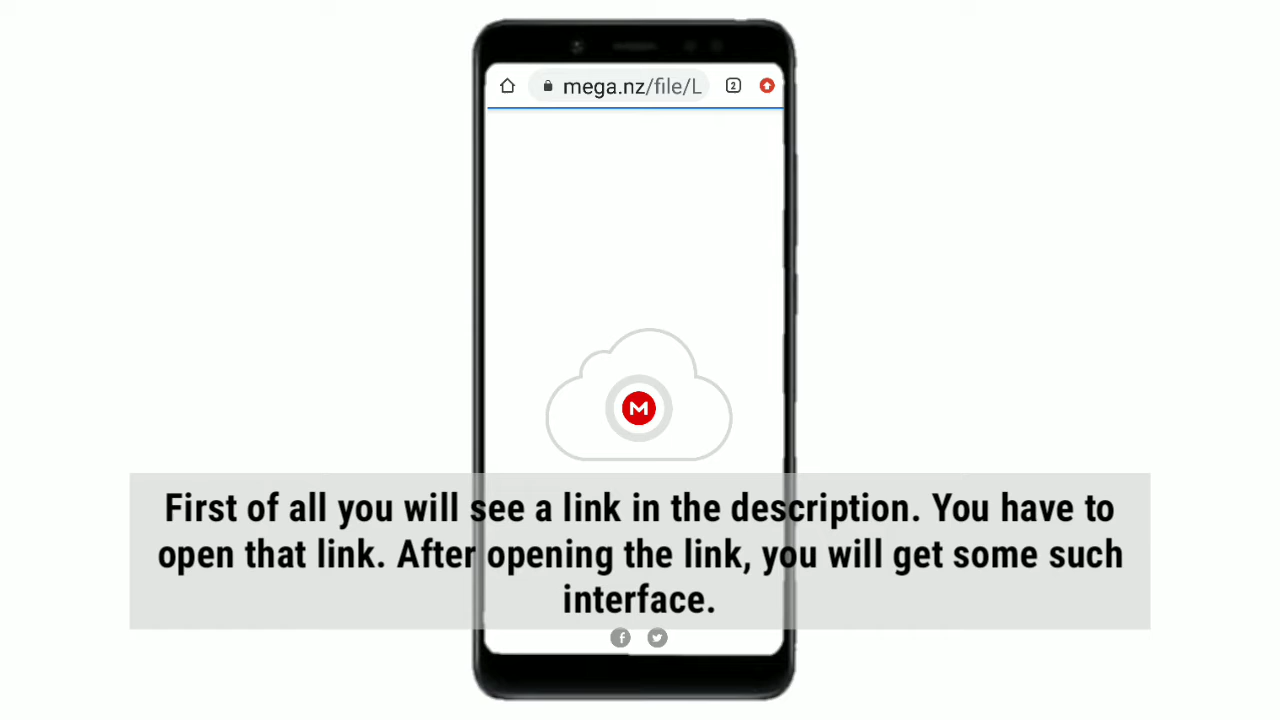 mega.nz/file/L
2
M
First of all you will see a link in the description. You have to
open that link. After opening the link, you will get some such
interface.